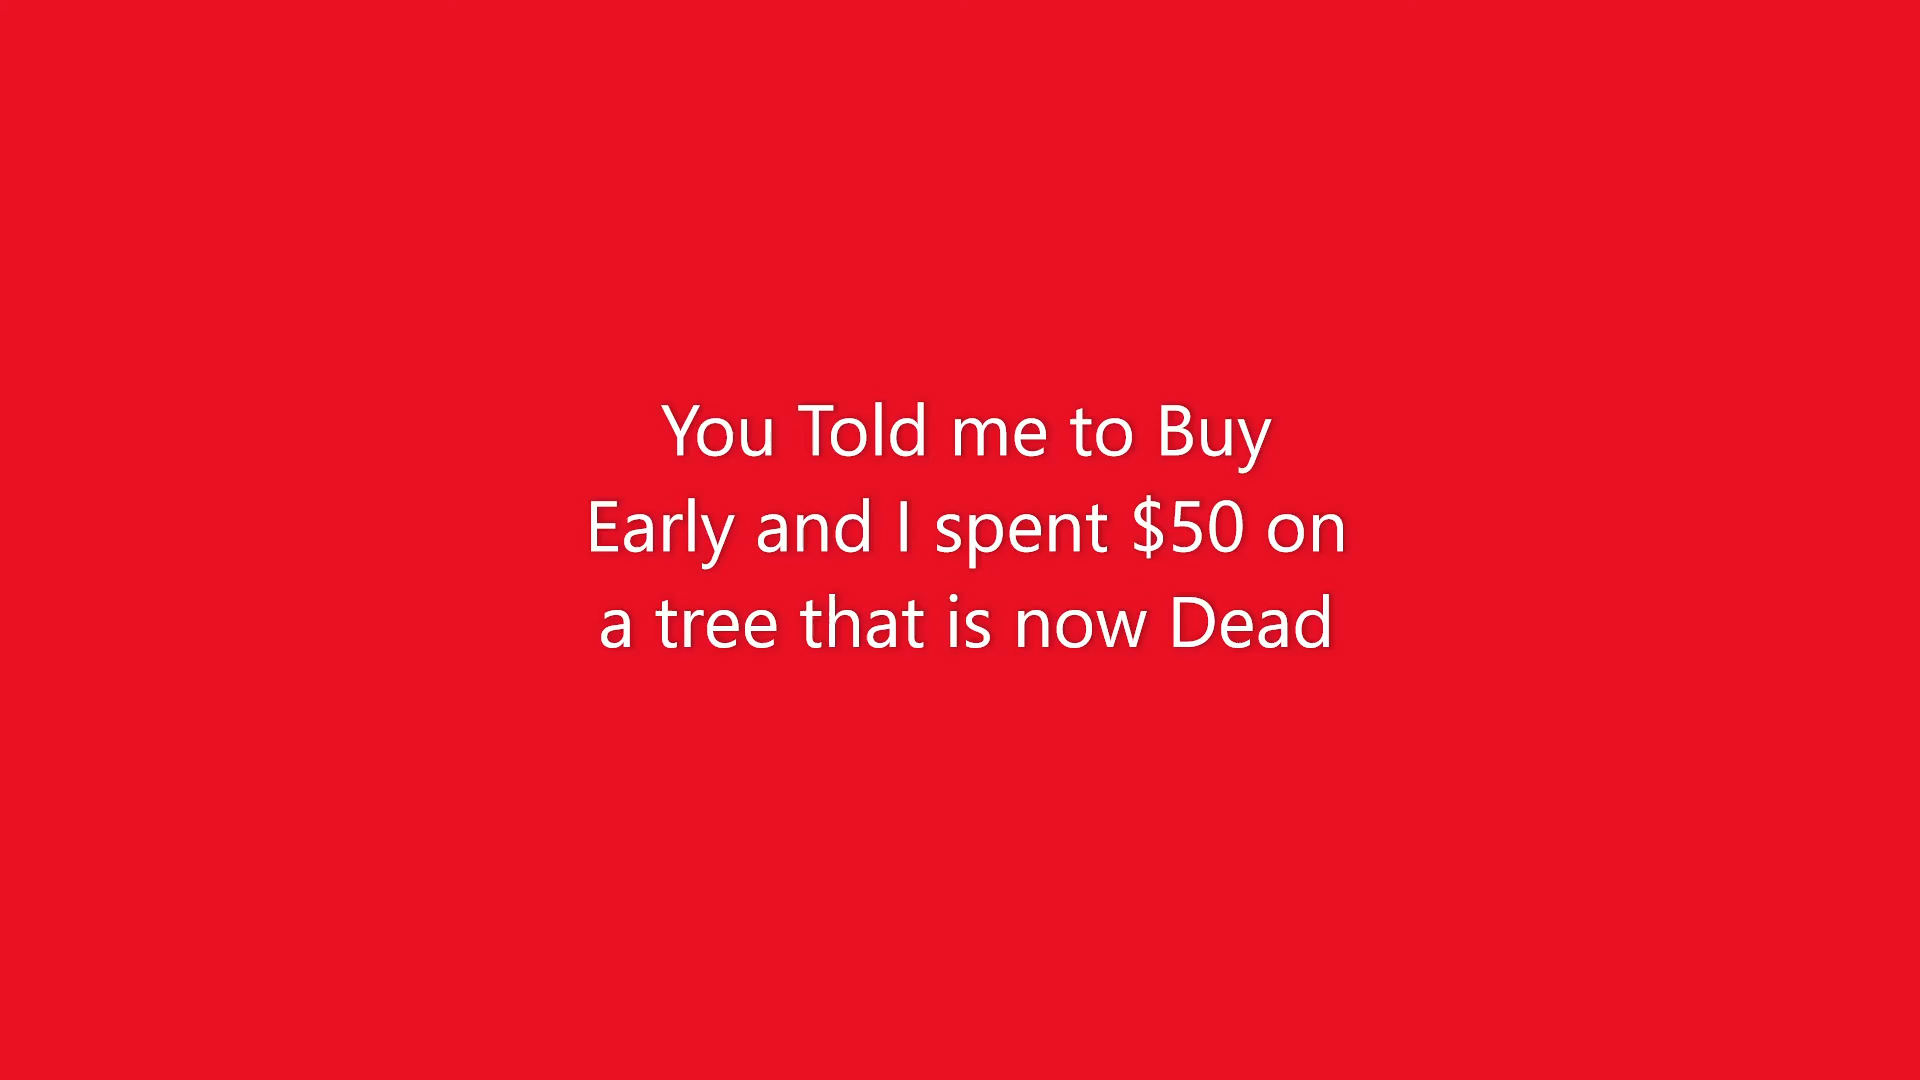 You Told me to Buy
Early and I spent $50 on
a tree that is now Dead